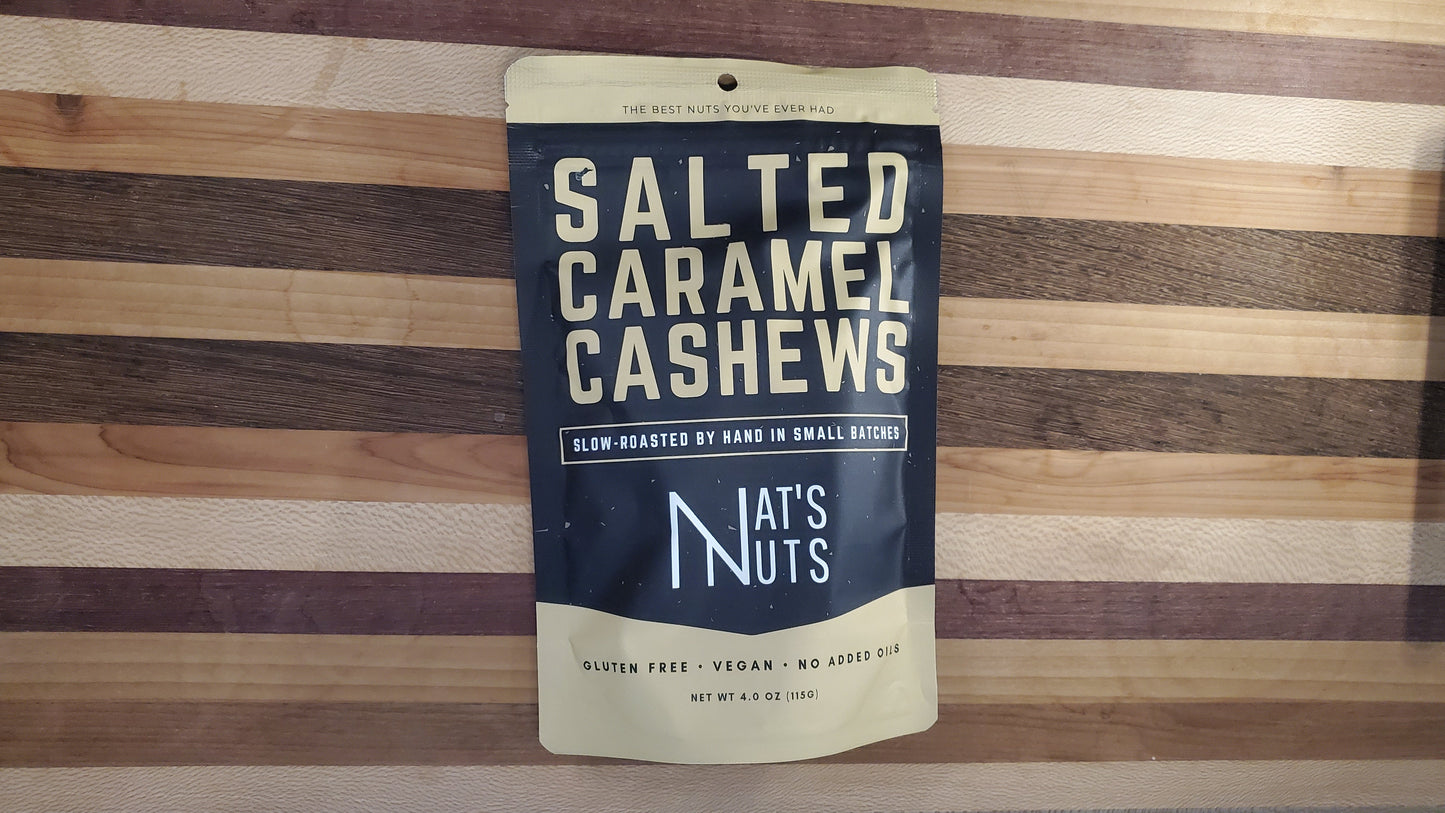 THE BEST NUTS YOU'VE EVER HAD
SALTED
CARAMEL
CASHEWS
SLOW-ROASTED BY HAND IN SMALL BATCHES
NAT'S
NUTS
GLUTEN FREE • VEGAN • NO ADDED OILS
NET WT 4.0 OZ (115G)